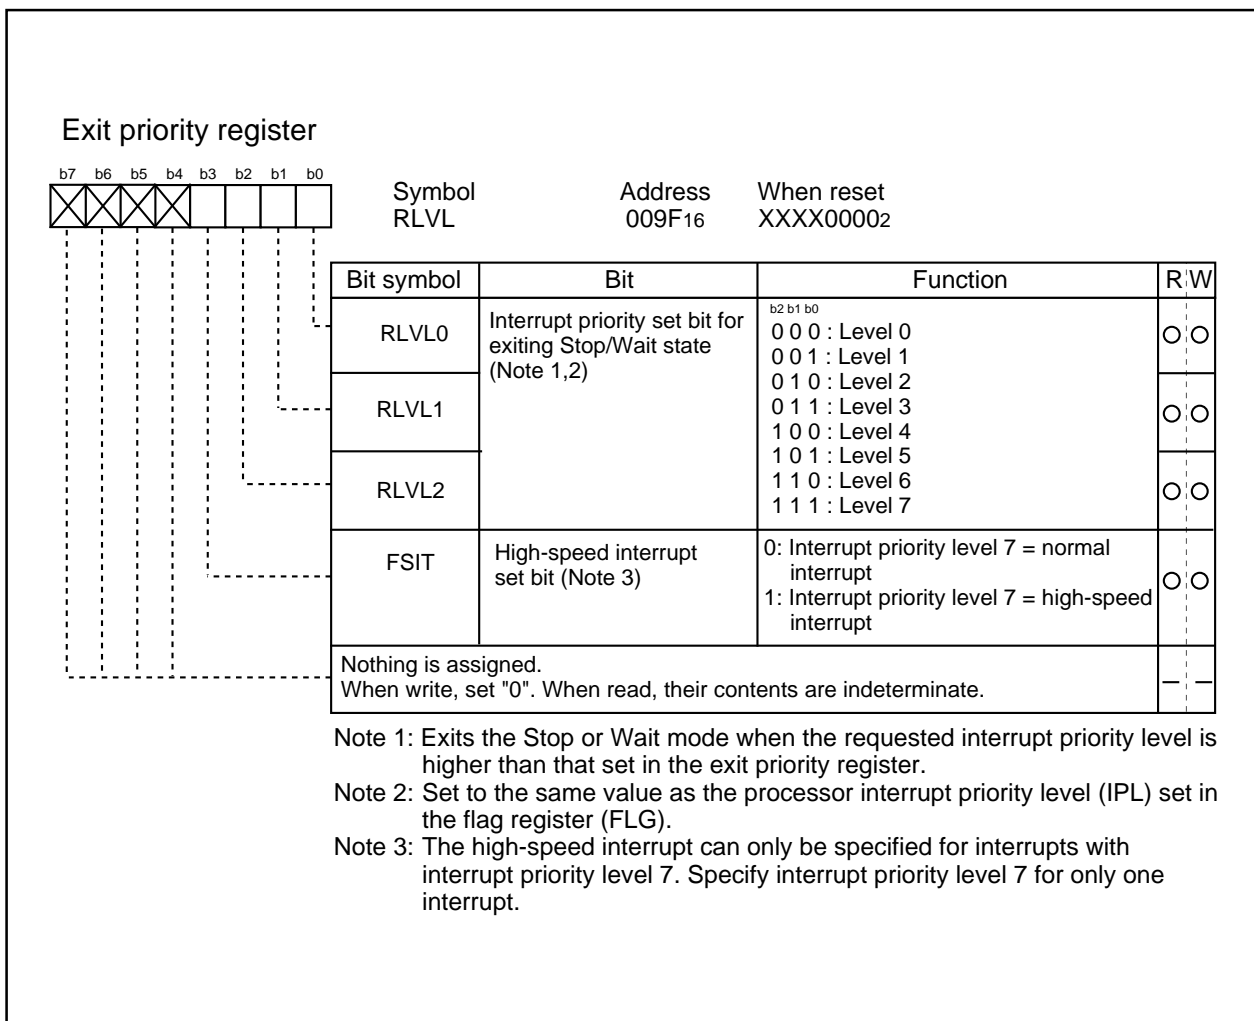 Exit priority register
b7 b6 b5 b4 b3 b2 b1 b0
Symbol Address When reset
RLVL 009F16 XXXX00002
Bit symbol Bit Function R W
RLVL0
Interrupt priority set bit for
exiting Stop/Wait state
(Note 1,2)
b2 b1 b0
0 0 0 : Level 0
0 0 1 : Level 1
0 1 0 : Level 2
0 1 1 : Level 3
1 0 0 : Level 4
1 0 1 : Level 5
1 1 0 : Level 6
1 1 1 : Level 7
RLVL1
RLVL2
FSIT
High-speed interrupt
set bit (Note 3)
0: Interrupt priority level 7 = normal
interrupt
1: Interrupt priority level 7 = high-speed
interrupt
Nothing is assigned.
When write, set "0". When read, their contents are indeterminate.
Note 1: Exits the Stop or Wait mode when the requested interrupt priority level is
higher than that set in the exit priority register.
Note 2: Set to the same value as the processor interrupt priority level (IPL) set in
the flag register (FLG).
Note 3: The high-speed interrupt can only be specified for interrupts with
interrupt priority level 7. Specify interrupt priority level 7 for only one
interrupt.